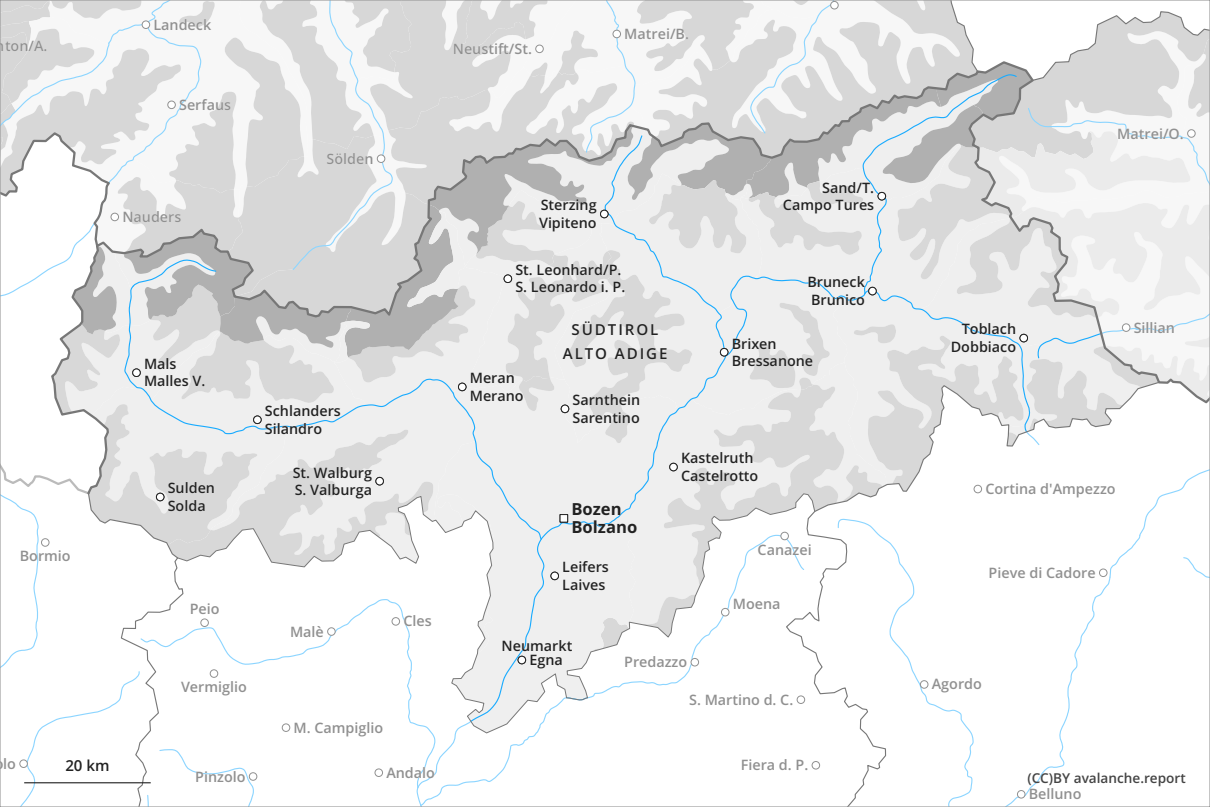 Landeck
Matrei/B.
nton/A.
Neustift/St.
Serfaus
Matrei/O.
Sölden
Sand/T.
Campo Tures
Sterzing
Vipiteno
Nauders
St. Leonhard/P.
S. Leonardo i. P.
Bruneck
Brunico
SÜDTIROL
ALTO ADIGE
Toblach
Dobbiaco
Sillian
Brixen
Bressanone
Mals
Malles V.
Meran
Merano
Sarnthein
Sarentino
Schlanders
Silandro
Kastelruth
Castelrotto
St. Walburg
S. Valburga
Sulden
Solda
Cortina d'Ampezzo
Bozen
Bolzano
Bormio
Canazei
Leifers
Laives
Pieve di Cadore
Peio
Moena
Malè
Cles
Neumarkt
Egna
Predazzo
Vermiglio
Agordo
S. Martino d. C.
M. Campiglio
olo
20 km
Pinzolo
Andalo
Fiera d. P.
(CC)BY avalanche.report
Belluno